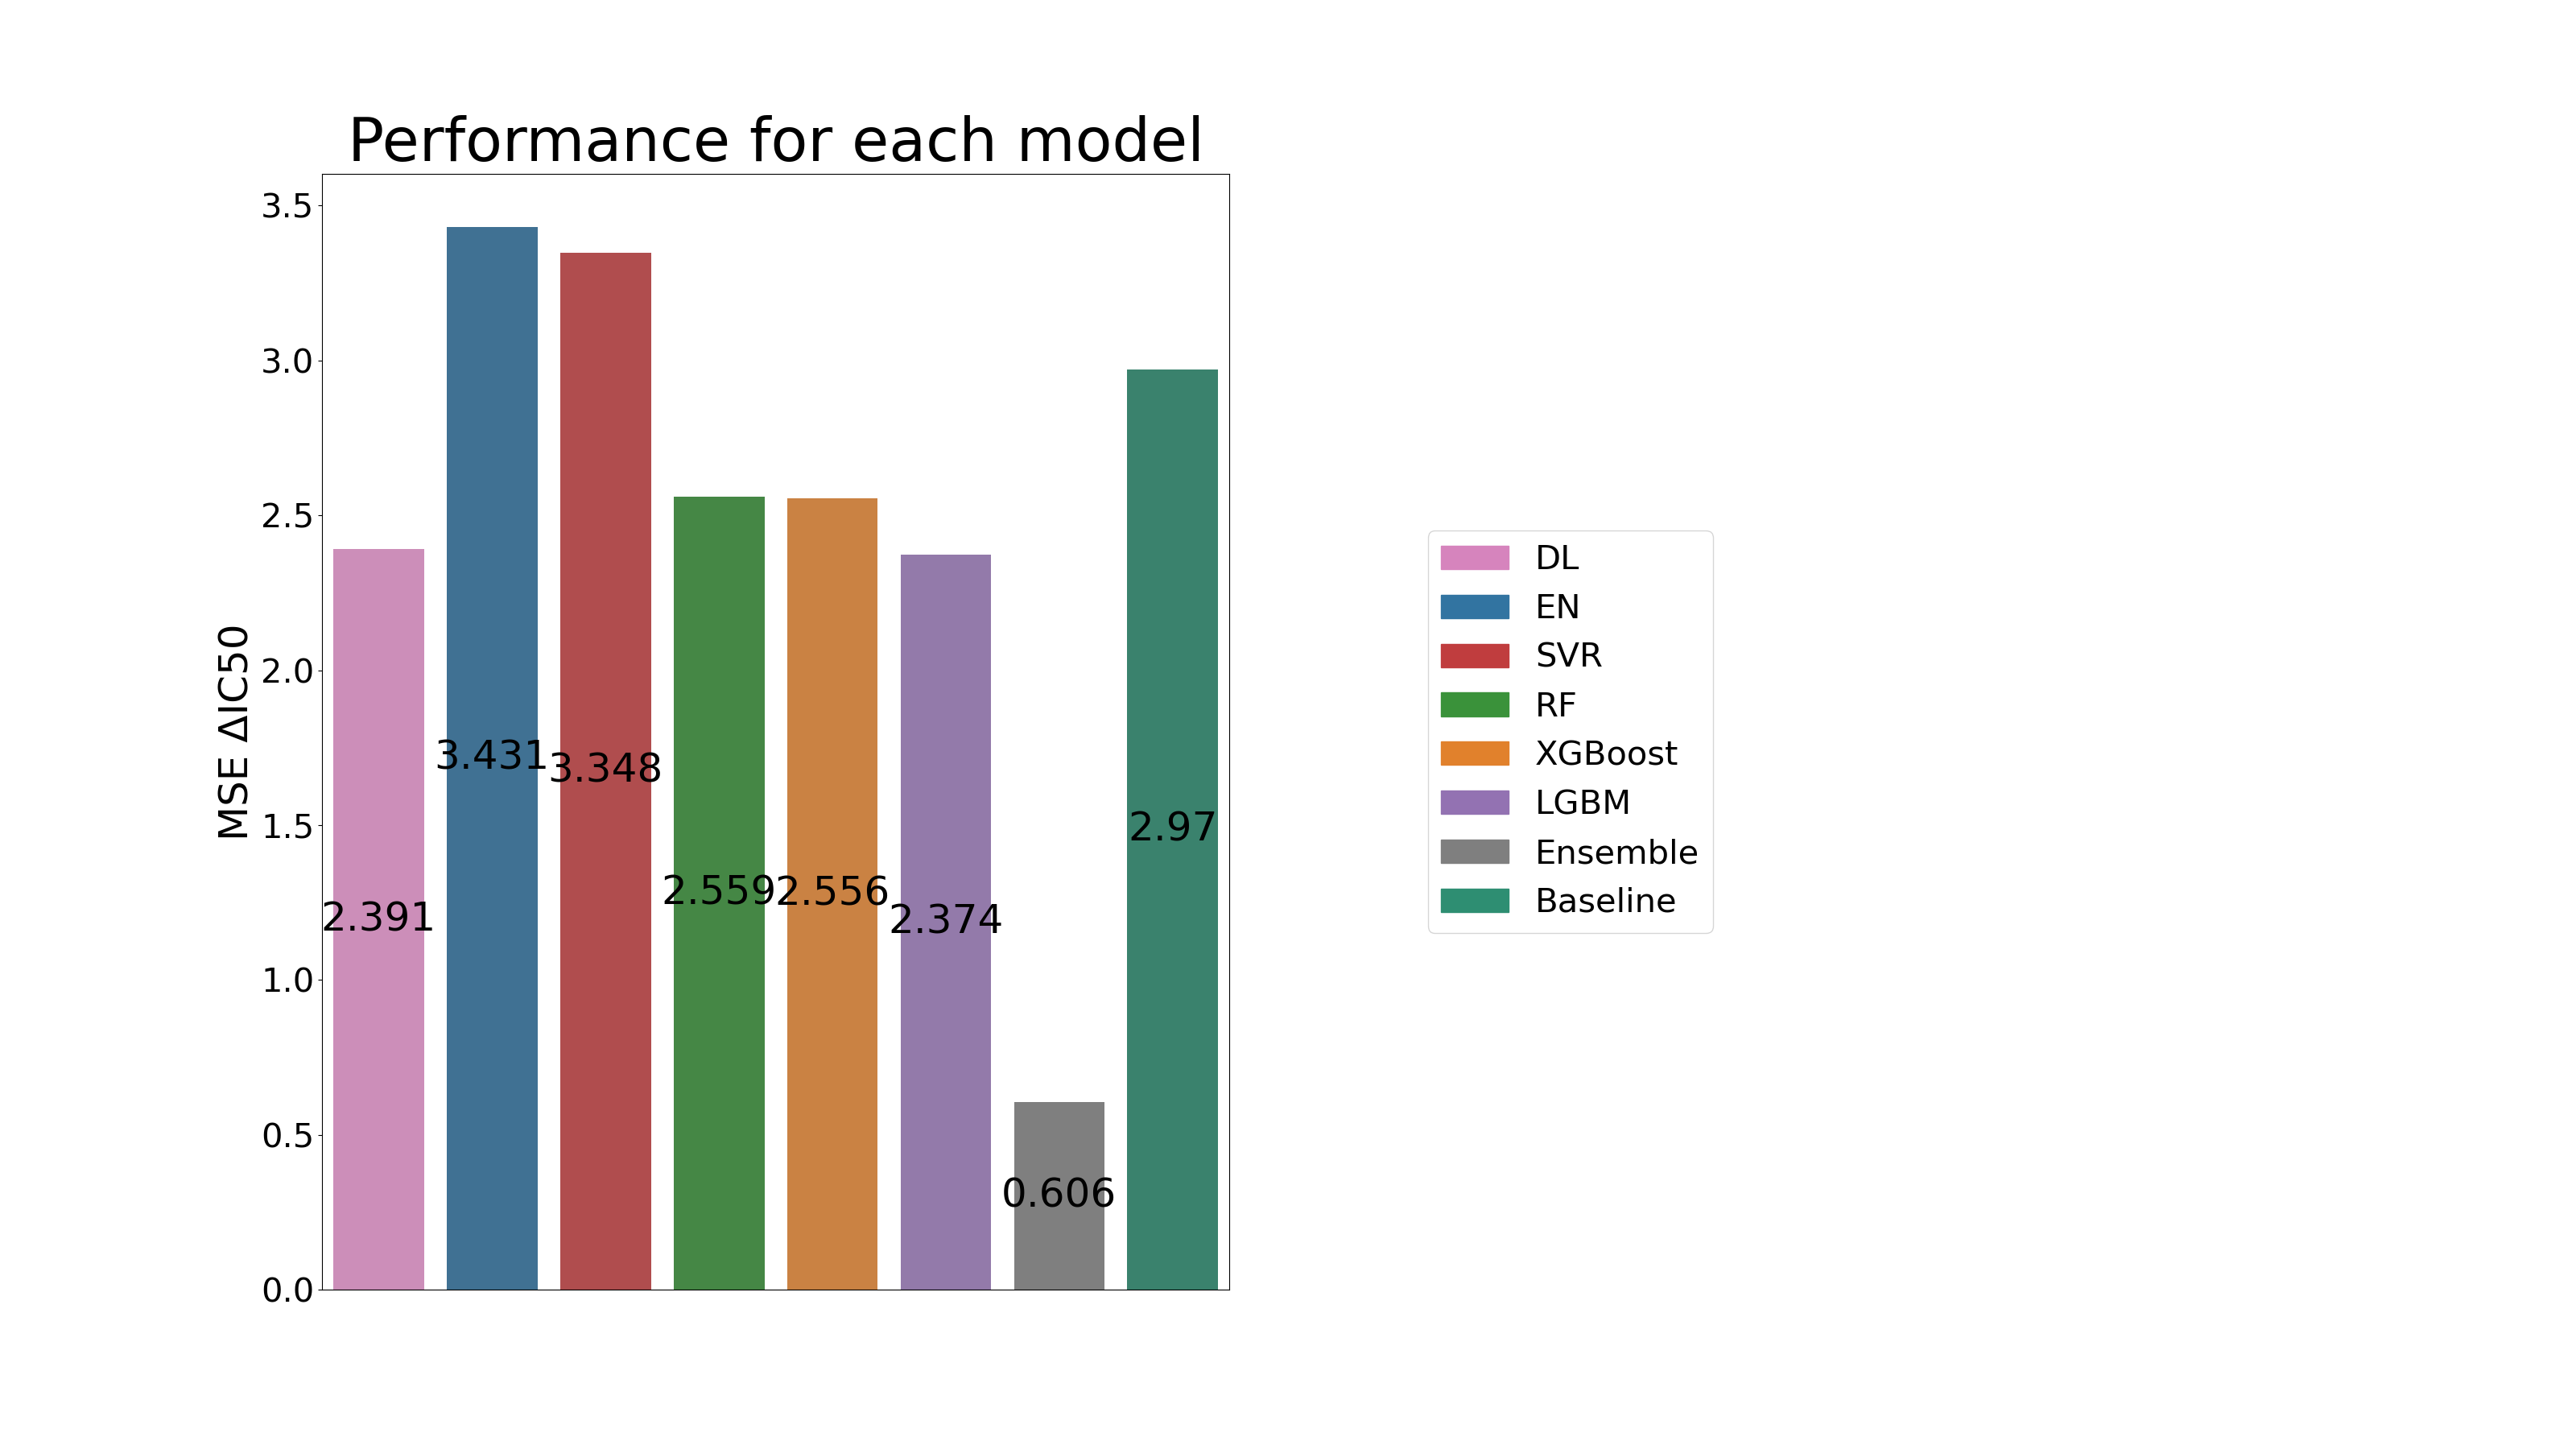 Performance for each model
MSE ΔIC50
3.5
3.0
2.5
2.0
1.5
1.0
0.5
0.0
2.391
3.431
3.348
2.559
2.556
2.374
0.606
2.97
DL
EN
SVR
RF
XGBoost
LGBM
Ensemble
Baseline